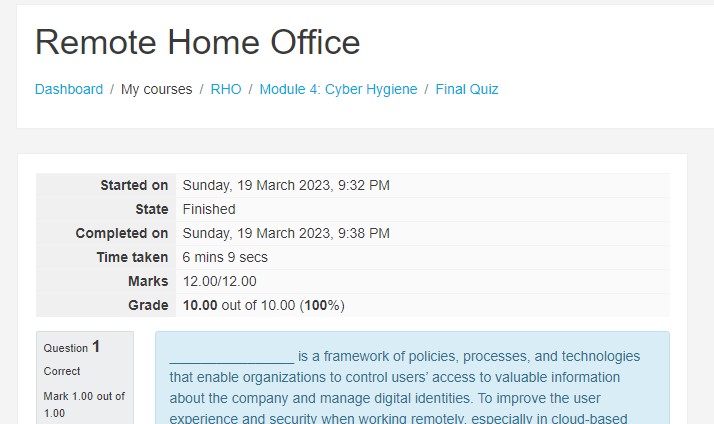 Remote Home Office
Dashboard / My courses / RHO / Module 4: Cyber Hygiene / Final Quiz
Started on Sunday, 19 March 2023, 9:32 PM
State Finished
Completed on Sunday, 19 March 2023, 9:38 PM
Time taken 6 mins 9 secs
Marks 12.00/12.00
Grade 10.00 out of 10.00 (100%)
Question 1
Correct
Mark 1.00 out of
1.00
_________________ is a framework of policies, processes, and technologies
that enable organizations to control users’ access to valuable information
about the company and manage digital identities. To improve the user
experience and security when working remotely, especially in cloud-based